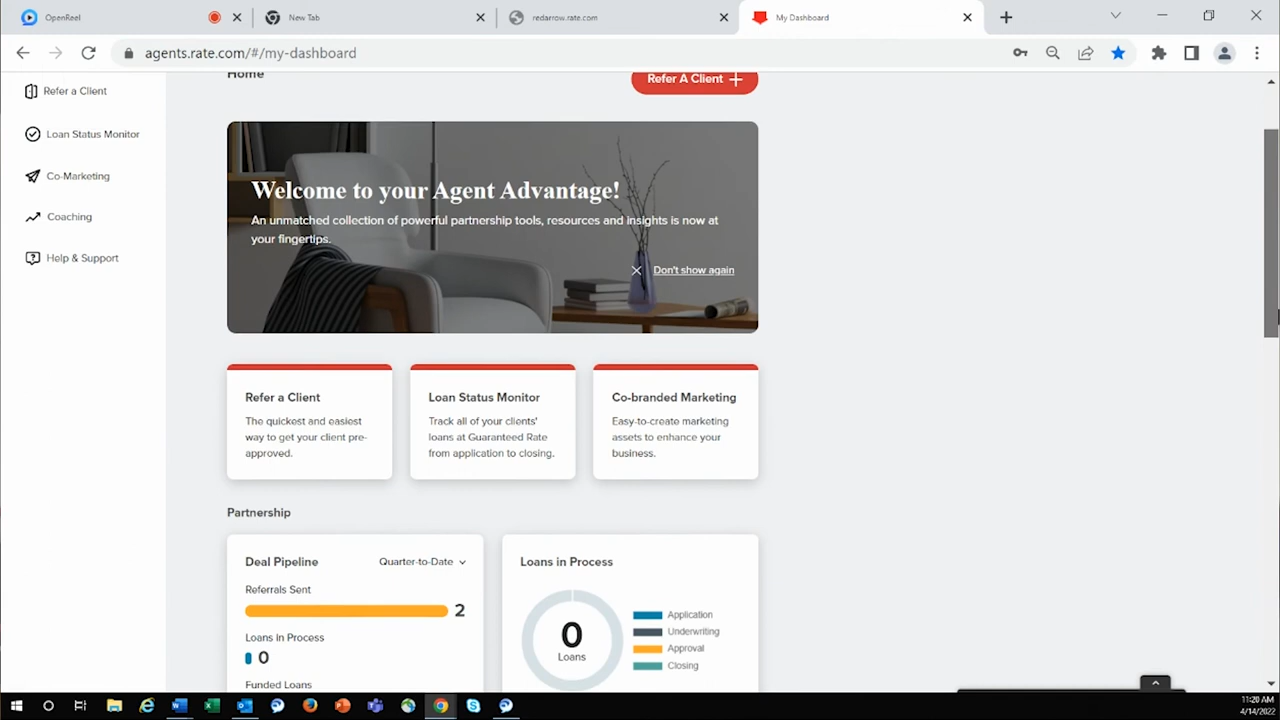 OpenReel
New Tab
redarrow.rate.com
My Dashboard
agents.rate.com/#/my-dashboard
Refer a Client
Loan Status Monitor
Co-Marketing
Coaching
Help & Support
Home
Refer A Client
Welcome to your Agent Advantage!
An unmatched collection of powerful partnership tools, resources and insights is now at
your fingertips.
Don't show again
Refer a Client
The quickest and easiest
way to get your client pre-
approved.
Loan Status Monitor
Track all of your clients'
loans at Guaranteed Rate
from application to closing.
Co-branded Marketing
Easy-to-create marketing
assets to enhance your
business.
Partnership
Deal Pipeline
Quarter-to-Date
Referrals Sent
2
Loans in Process
0
Funded Loans
Loans in Process
0
Loans
Application
Underwriting
Approval
Closing
11:20 AM
4/14/2022